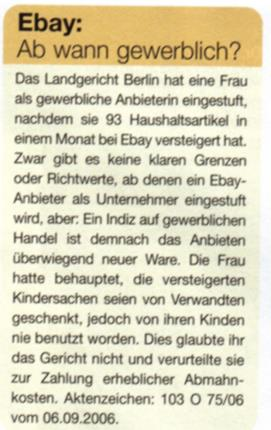 Ebay:
Ab wann gewerblich?
Das Landgericht Berlin hat eine Frau
als gewerbliche Anbieterin eingestuft,
nachdem sie 93 Haushaltsartikel in
einem Monat bei Ebay versteigert hat.
Zwar gibt es keine klaren Grenzen
oder Richtwerte, ab denen ein Ebay-
Anbieter als Unternehmer eingestuft
wird, aber: Ein Indiz auf gewerblichen
Handel ist demnach das Anbieten
überwiegend neuer Ware. Die Frau
hatte behauptet, die versteigerten
Kindersachen seien von Verwandten
geschenkt, jedoch von ihren Kinden
nie benutzt worden. Dies glaubte ihr
das Gericht nicht und verurteilte sie
zur Zahlung erheblicher Abmahn-
kosten. Aktenzeichen: 103 O 75/06
vom 06.09.2006.